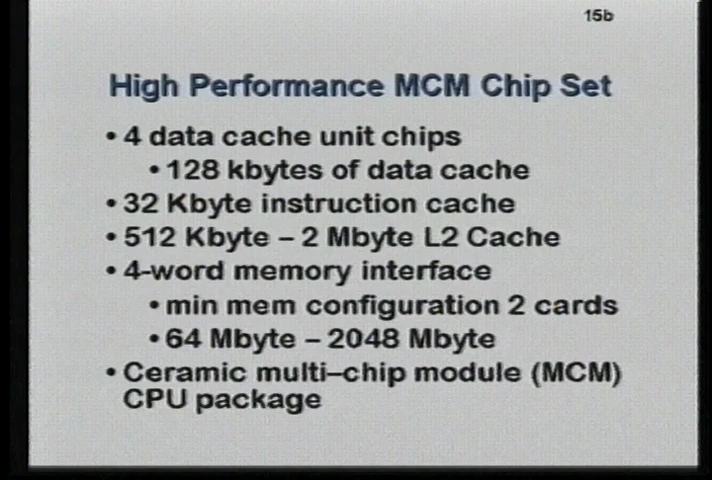 15b
High Performance MCM Chip Set
• 4 data cache unit chips
• 128 kbytes of data cache
• 32 Kbyte instruction cache
• 512 Kbyte – 2 Mbyte L2 Cache
• 4-word memory interface
• min mem configuration 2 cards
• 64 Mbyte – 2048 Mbyte
• Ceramic multi–chip module (MCM)
CPU package